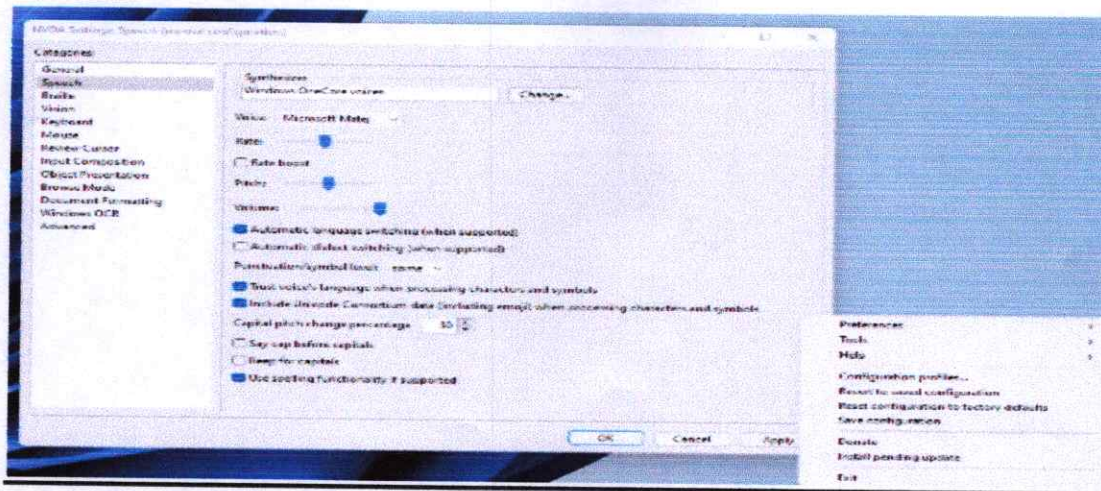 NVDA Settings: Speech (normal configuration)
Categories:
General
Speech
Braille
Vision
Keyboard
Mouse
Review Cursor
Input Composition
Object Presentation
Browse Mode
Document Formatting
Windows OCR
Advanced
Synthesizer
Windows OneCore voices
Change...
Voice: Microsoft Matej
Rate:
Rate boost
Pitch:
Volume:
Automatic language switching (when supported)
Automatic dialect switching (when supported)
Punctuation/symbol level: some
Trust voice's language when processing characters and symbols
Include Unicode Consortium data (including emoji) when processing characters and symbols
Capital pitch change percentage 30
Say cap before capitals
Beep for capitals
Use spelling functionality if supported
OK Cancel Apply
Preferences
Tools
Help
Configuration profiles...
Revert to saved configuration
Reset configuration to factory defaults
Save configuration
Donate
Install pending update
Exit